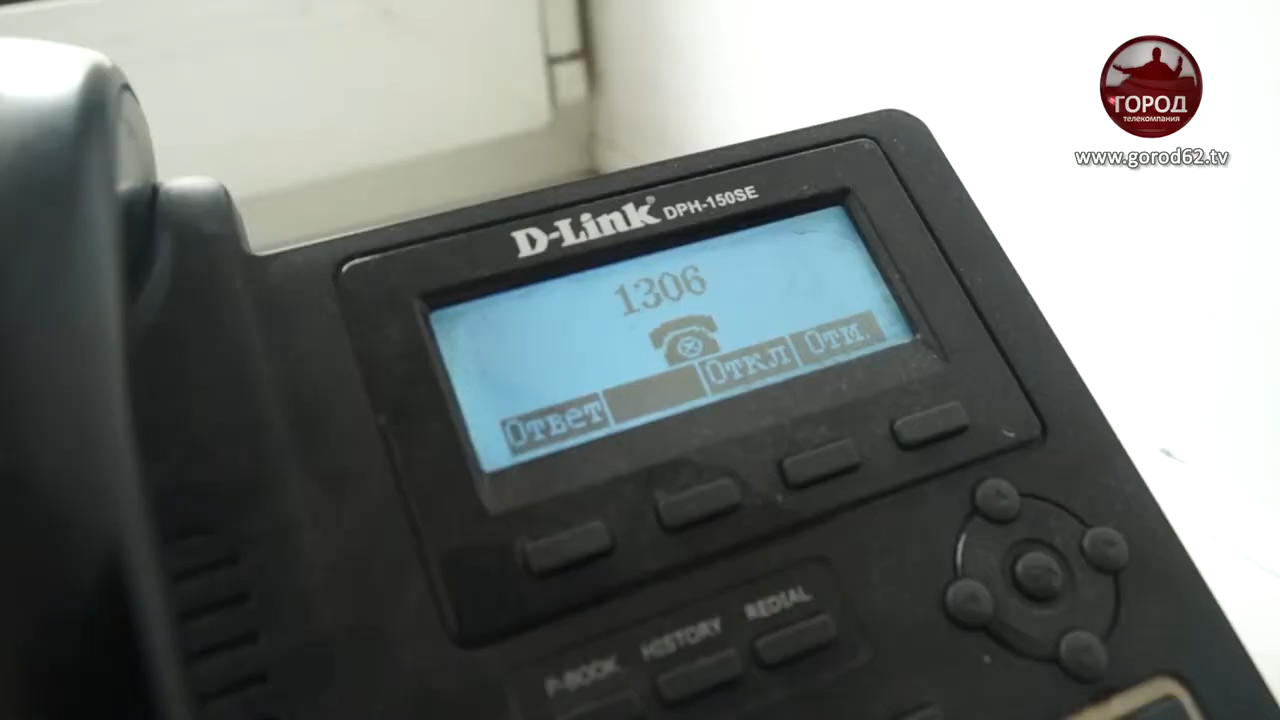 ГОРОД
телекомпания
www.gorod62.tv
D-Link DPH-150SE
1306
Ответ Откл Отм.
P-BOOK HISTORY REDIAL